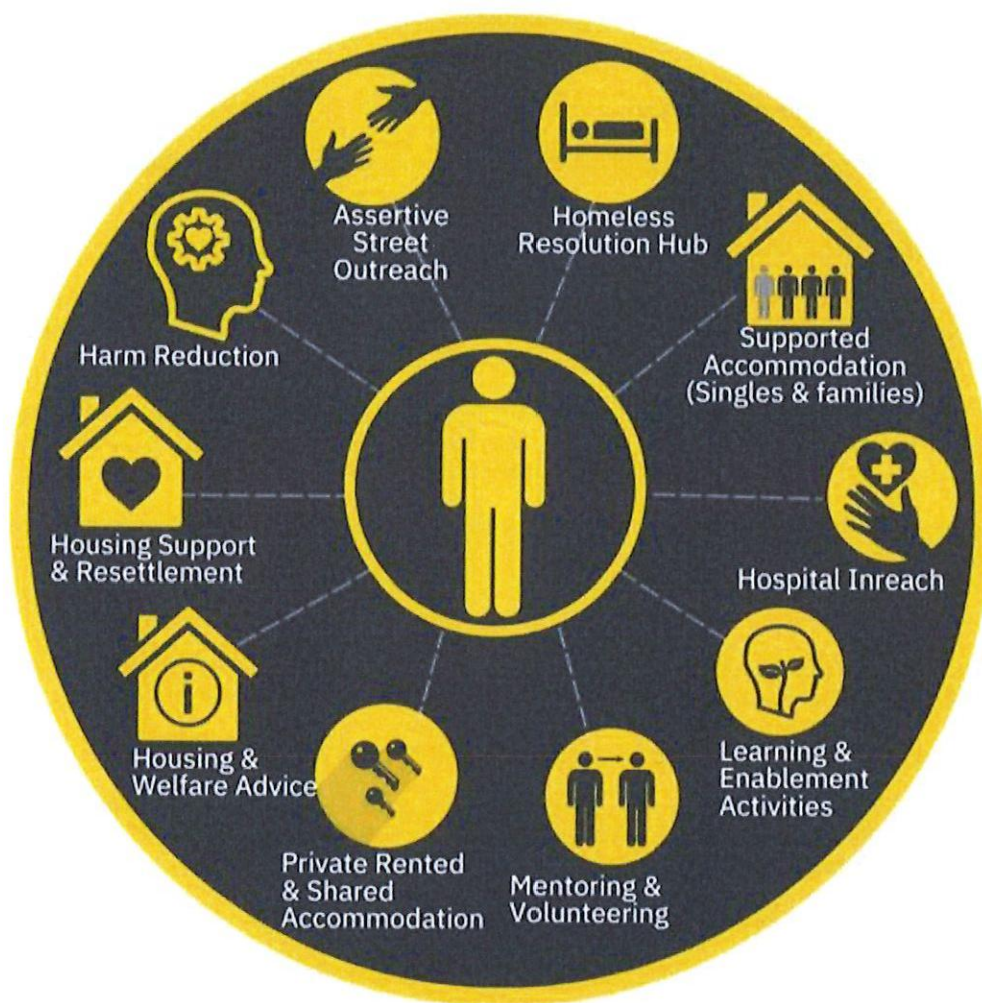 Assertive
Street
Outreach
Homeless
Resolution Hub
Supported
Accommodation
(Singles & families)
Hospital Inreach
Learning &
Enablement
Activities
Mentoring &
Volunteering
Private Rented
& Shared
Accommodation
Housing &
Welfare Advice
Housing Support
& Resettlement
Harm Reduction